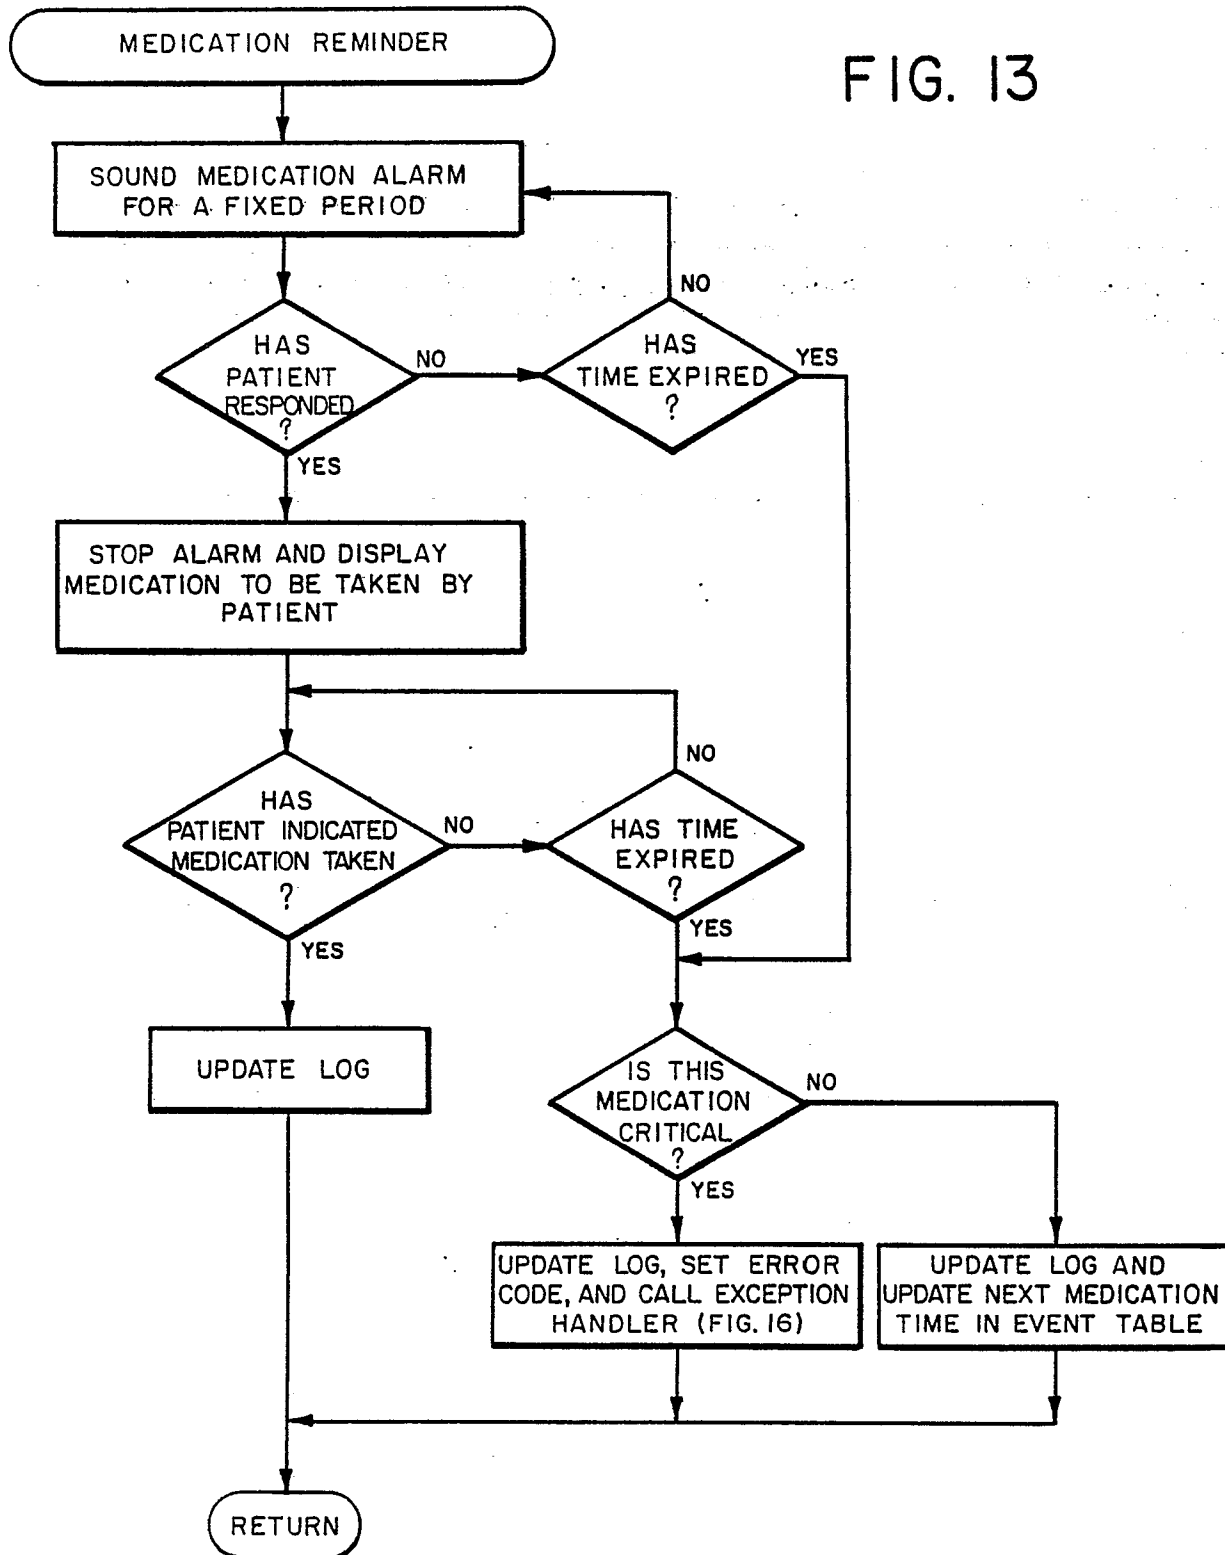 MEDICATION REMINDER
FIG. 13
SOUND MEDICATION ALARM
FOR A FIXED PERIOD
NO
HAS
PATIENT
RESPONDED
?
NO
HAS
TIME EXPIRED
?
YES
YES
STOP ALARM AND DISPLAY
MEDICATION TO BE TAKEN BY
PATIENT
NO
HAS
PATIENT INDICATED
MEDICATION TAKEN
?
NO
HAS TIME
EXPIRED
?
YES
YES
UPDATE LOG
IS THIS
MEDICATION
CRITICAL
?
NO
YES
UPDATE LOG, SET ERROR
CODE, AND CALL EXCEPTION
HANDLER (FIG. 16)
UPDATE LOG AND
UPDATE NEXT MEDICATION
TIME IN EVENT TABLE
RETURN